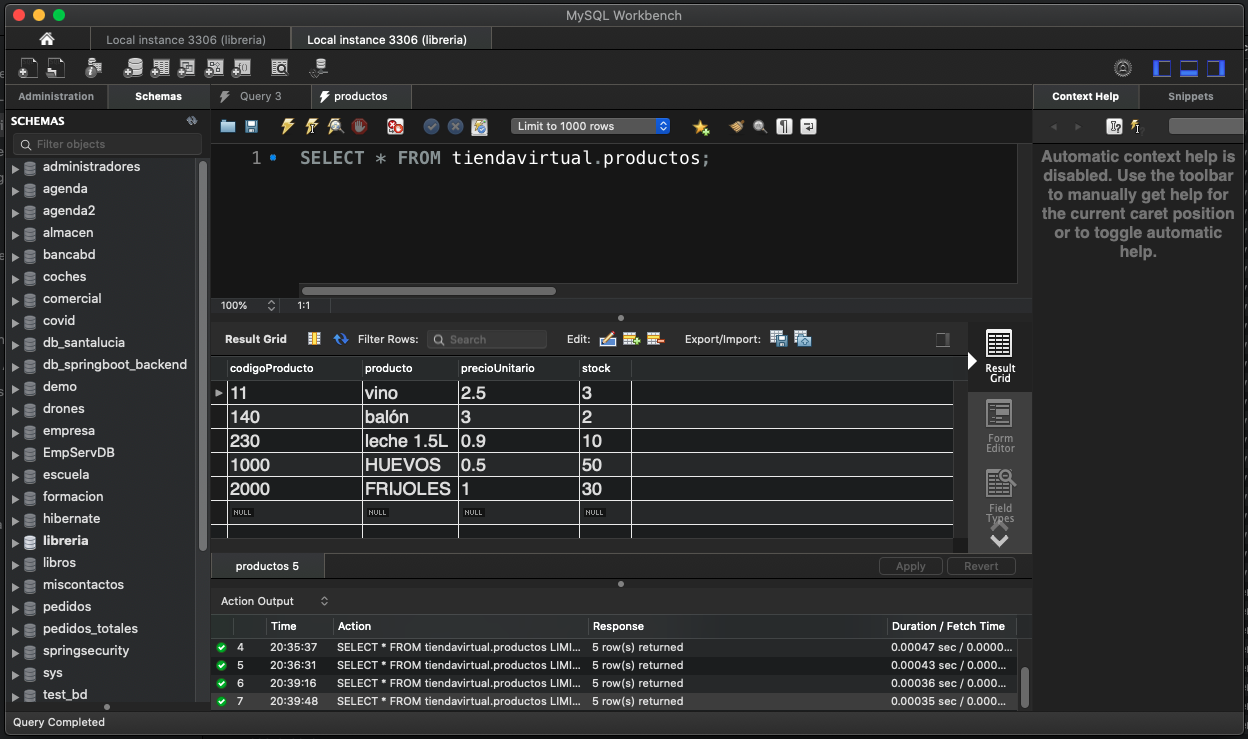 MySQL Workbench
Local instance 3306 (libreria)
Local instance 3306 (libreria)
Administration
Schemas
Query 3
productos
Context Help
Snippets
SCHEMAS
Filter objects
administradores
agenda
agenda2
almacen
bancabd
coches
comercial
covid
db_santalucia
db_springboot_backend
demo
drones
empresa
EmpServDB
escuela
formacion
hibernate
libreria
libros
miscontactos
pedidos
pedidos_totales
springsecurity
sys
test_bd
Query Completed
Limit to 1000 rows
1 SELECT * FROM tiendavirtual.productos;
100% 1:1
Result Grid Filter Rows: Search Edit: Export/Import:
codigoProducto producto precioUnitario stock
11 vino 2.5 3
140 balón 3 2
230 leche 1.5L 0.9 10
1000 HUEVOS 0.5 50
2000 FRIJOLES 1 30
NULL NULL NULL NULL
Result
Grid
Form
Editor
Field
Types
productos 5
Apply Revert
Action Output
Time Action Response Duration / Fetch Time
4 20:35:37 SELECT * FROM tiendavirtual.productos LIMI... 5 row(s) returned 0.00047 sec / 0.0000...
5 20:36:31 SELECT * FROM tiendavirtual.productos LIMI... 5 row(s) returned 0.00043 sec / 0.000...
6 20:39:16 SELECT * FROM tiendavirtual.productos LIMI... 5 row(s) returned 0.00036 sec / 0.000...
7 20:39:48 SELECT * FROM tiendavirtual.productos LIMI... 5 row(s) returned 0.00035 sec / 0.000...
Automatic context help is
disabled. Use the toolbar
to manually get help for
the current caret position
or to toggle automatic
help.